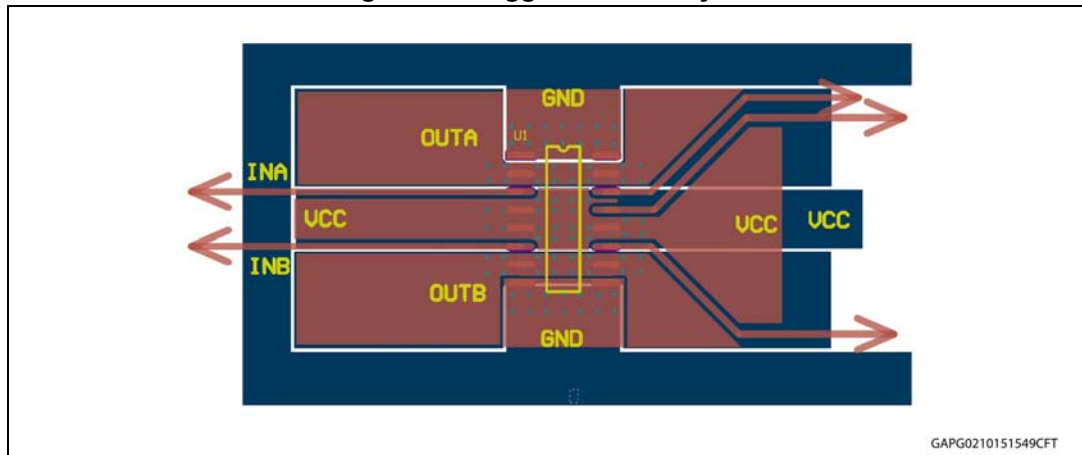 GND
U1
OUTA
INA
VCC
VCC
VCC
INB
OUTB
GND
GAPG0210151549CFT